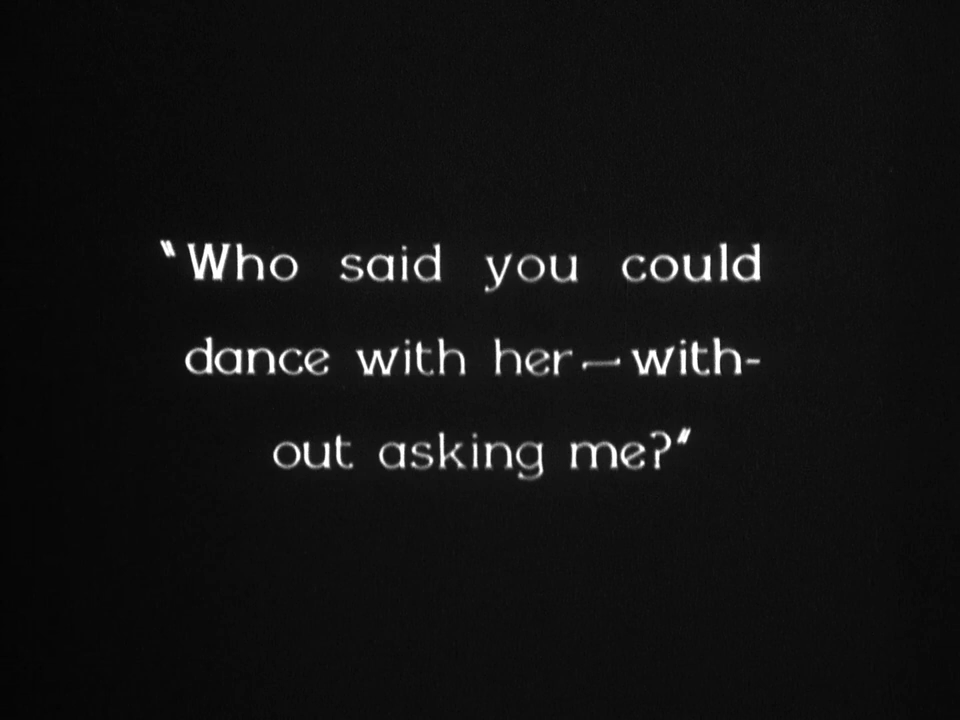 "Who said you could
dance with her—with-
out asking me?"